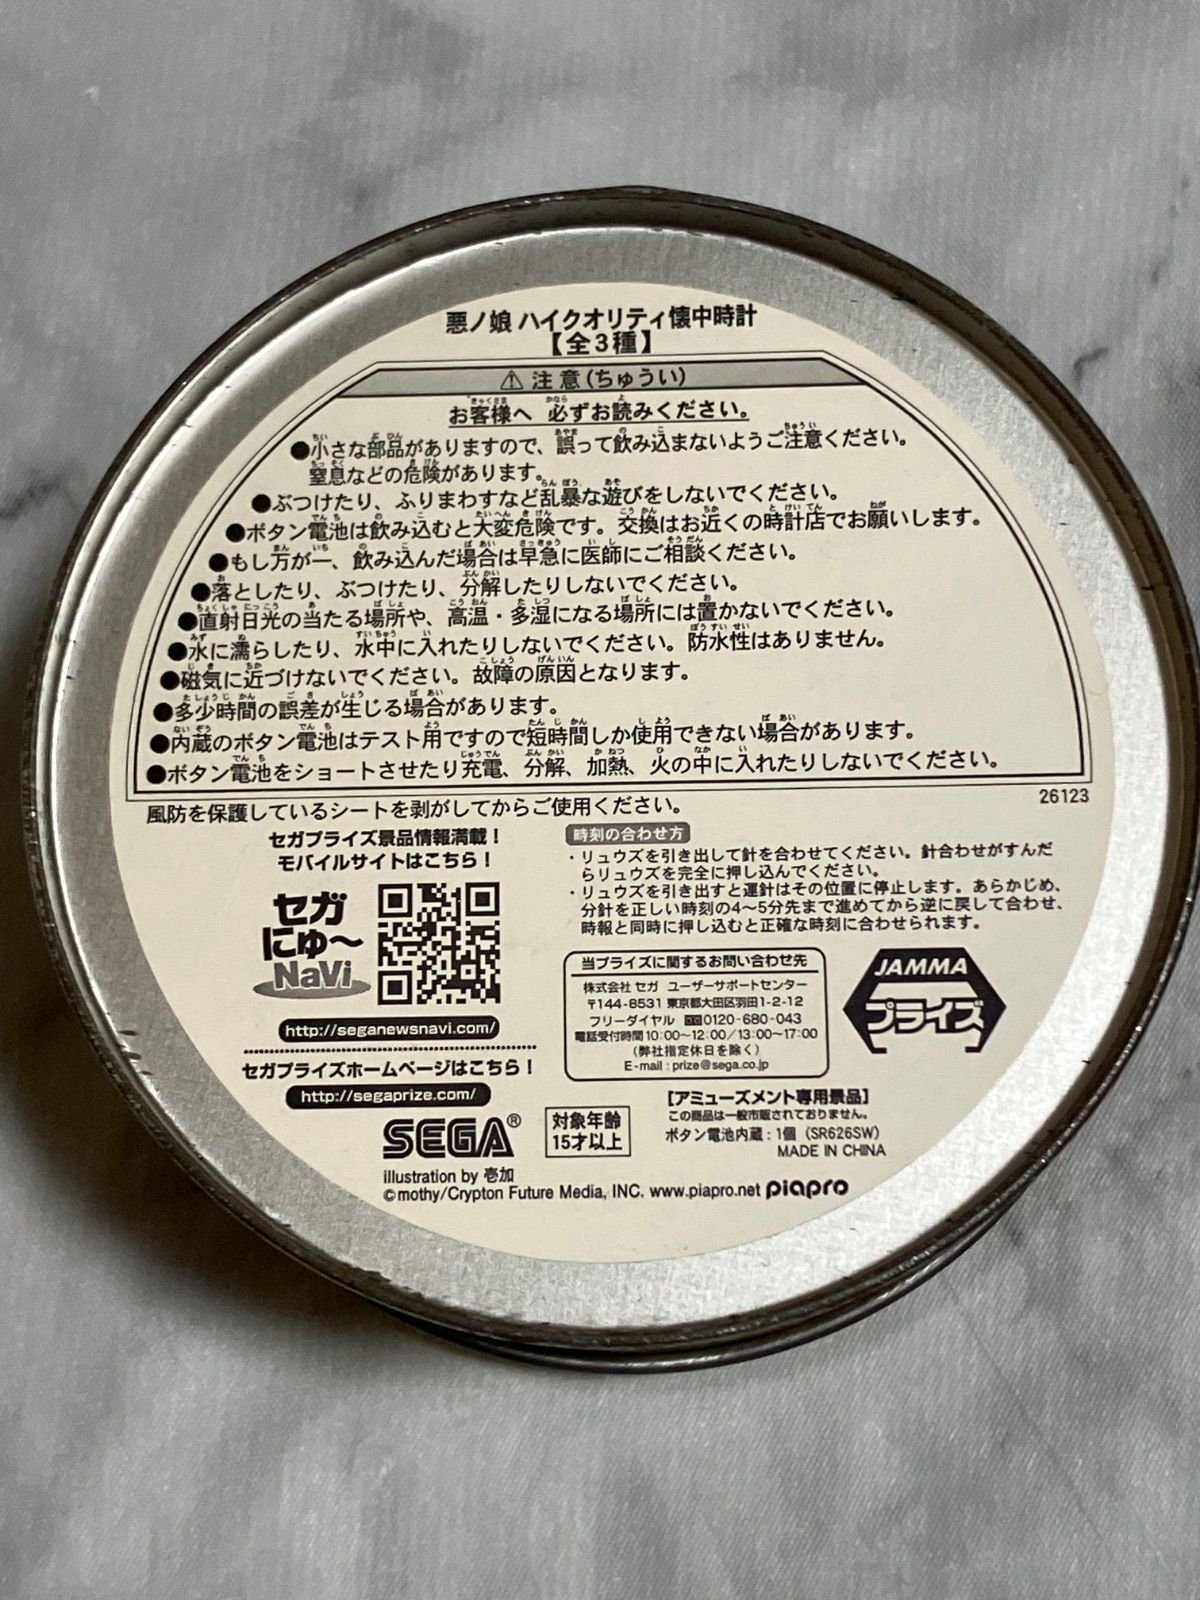 悪ノ娘 ハイクオリティ懐中時計
【全3種】
⚠ 注意(ちゅうい)
お客様へ 必ずお読みください。
●小さな部品がありますので、誤って飲み込まないようご注意ください。
窒息などの危険があります。
●ぶつけたり、ふりまわすなど乱暴な遊びをしないでください。
●ボタン電池は飲み込むと大変危険です。交換はお近くの時計店でお願いします。
●もし万が一、飲み込んだ場合は早急に医師にご相談ください。
●落としたり、ぶつけたり、分解したりしないでください。
●直射日光の当たる場所や、高温・多湿になる場所には置かないでください。
●水に濡らしたり、水中に入れたりしないでください。防水性はありません。
●磁気に近づけないでください。故障の原因となります。
●多少時間の誤差が生じる場合があります。
●内蔵のボタン電池はテスト用ですので短時間しか使用できない場合があります。
●ボタン電池をショートさせたり充電、分解、加熱、火の中に入れたりしないでください。
26123
風防を保護しているシートを剥がしてからご使用ください。
セガプライズ景品情報満載!
モバイルサイトはこちら!
セガ
にゅ〜
NaVi
http://seganewsnavi.com/
セガプライズホームページはこちら!
http://segaprize.com/
時刻の合わせ方
・リュウズを引き出して針を合わせてください。針合わせがすんだ
らリュウズを完全に押し込んでください。
・リュウズを引き出すと運針はその位置に停止します。あらかじめ、
分針を正しい時刻の4〜5分先まで進めてから逆に戻して合わせ、
時報と同時に押し込むと正確な時刻に合わせられます。
当プライズに関するお問い合わせ先
株式会社 セガ ユーザーサポートセンター
〒144-8531 東京都大田区羽田1-2-12
フリーダイヤル 0120-680-043
電話受付時間 10:00〜12:00/13:00〜17:00
(弊社指定休日を除く)
E-mail : prize@sega.co.jp
JAMMA
プライズ
SEGA®
対象年齢
15才以上
【アミューズメント専用景品】
この商品は一般市販されておりません。
ボタン電池内蔵：1個 (SR626SW)
MADE IN CHINA
illustration by 壱加
©mothy/Crypton Future Media, INC. www.piapro.net piapro